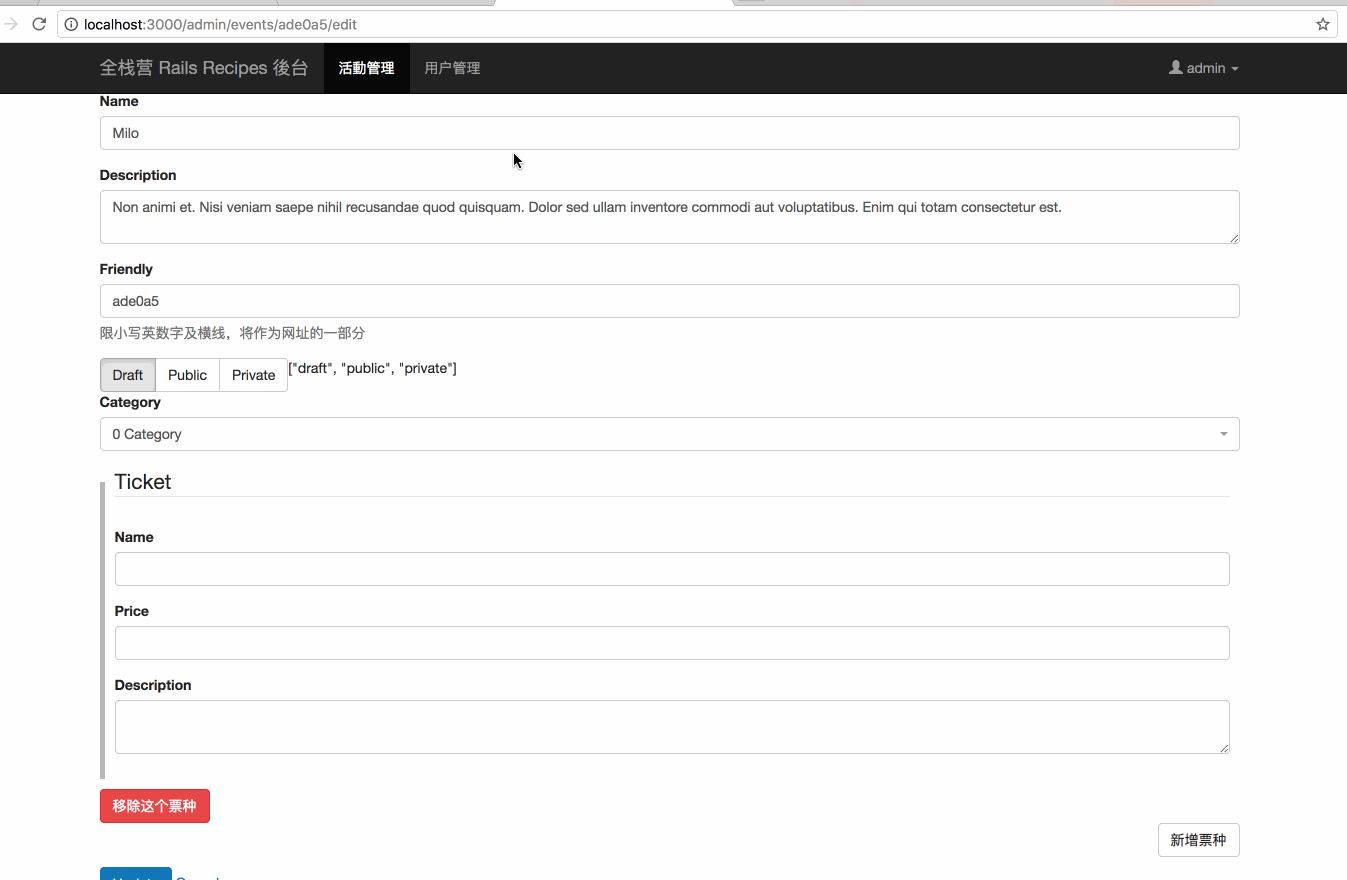 localhost:3000/admin/events/ade0a5/edit
全栈营 Rails Recipes 後台 活動管理 用户管理 admin
Name
Milo
Description
Non animi et. Nisi veniam saepe nihil recusandae quod quisquam. Dolor sed ullam inventore commodi aut voluptatibus. Enim qui totam consectetur est.
Friendly
ade0a5
限小写英数字及横线，将作为网址的一部分
Draft Public Private ["draft", "public", "private"]
Category
0 Category
Ticket
Name
Price
Description
移除这个票种
新增票种